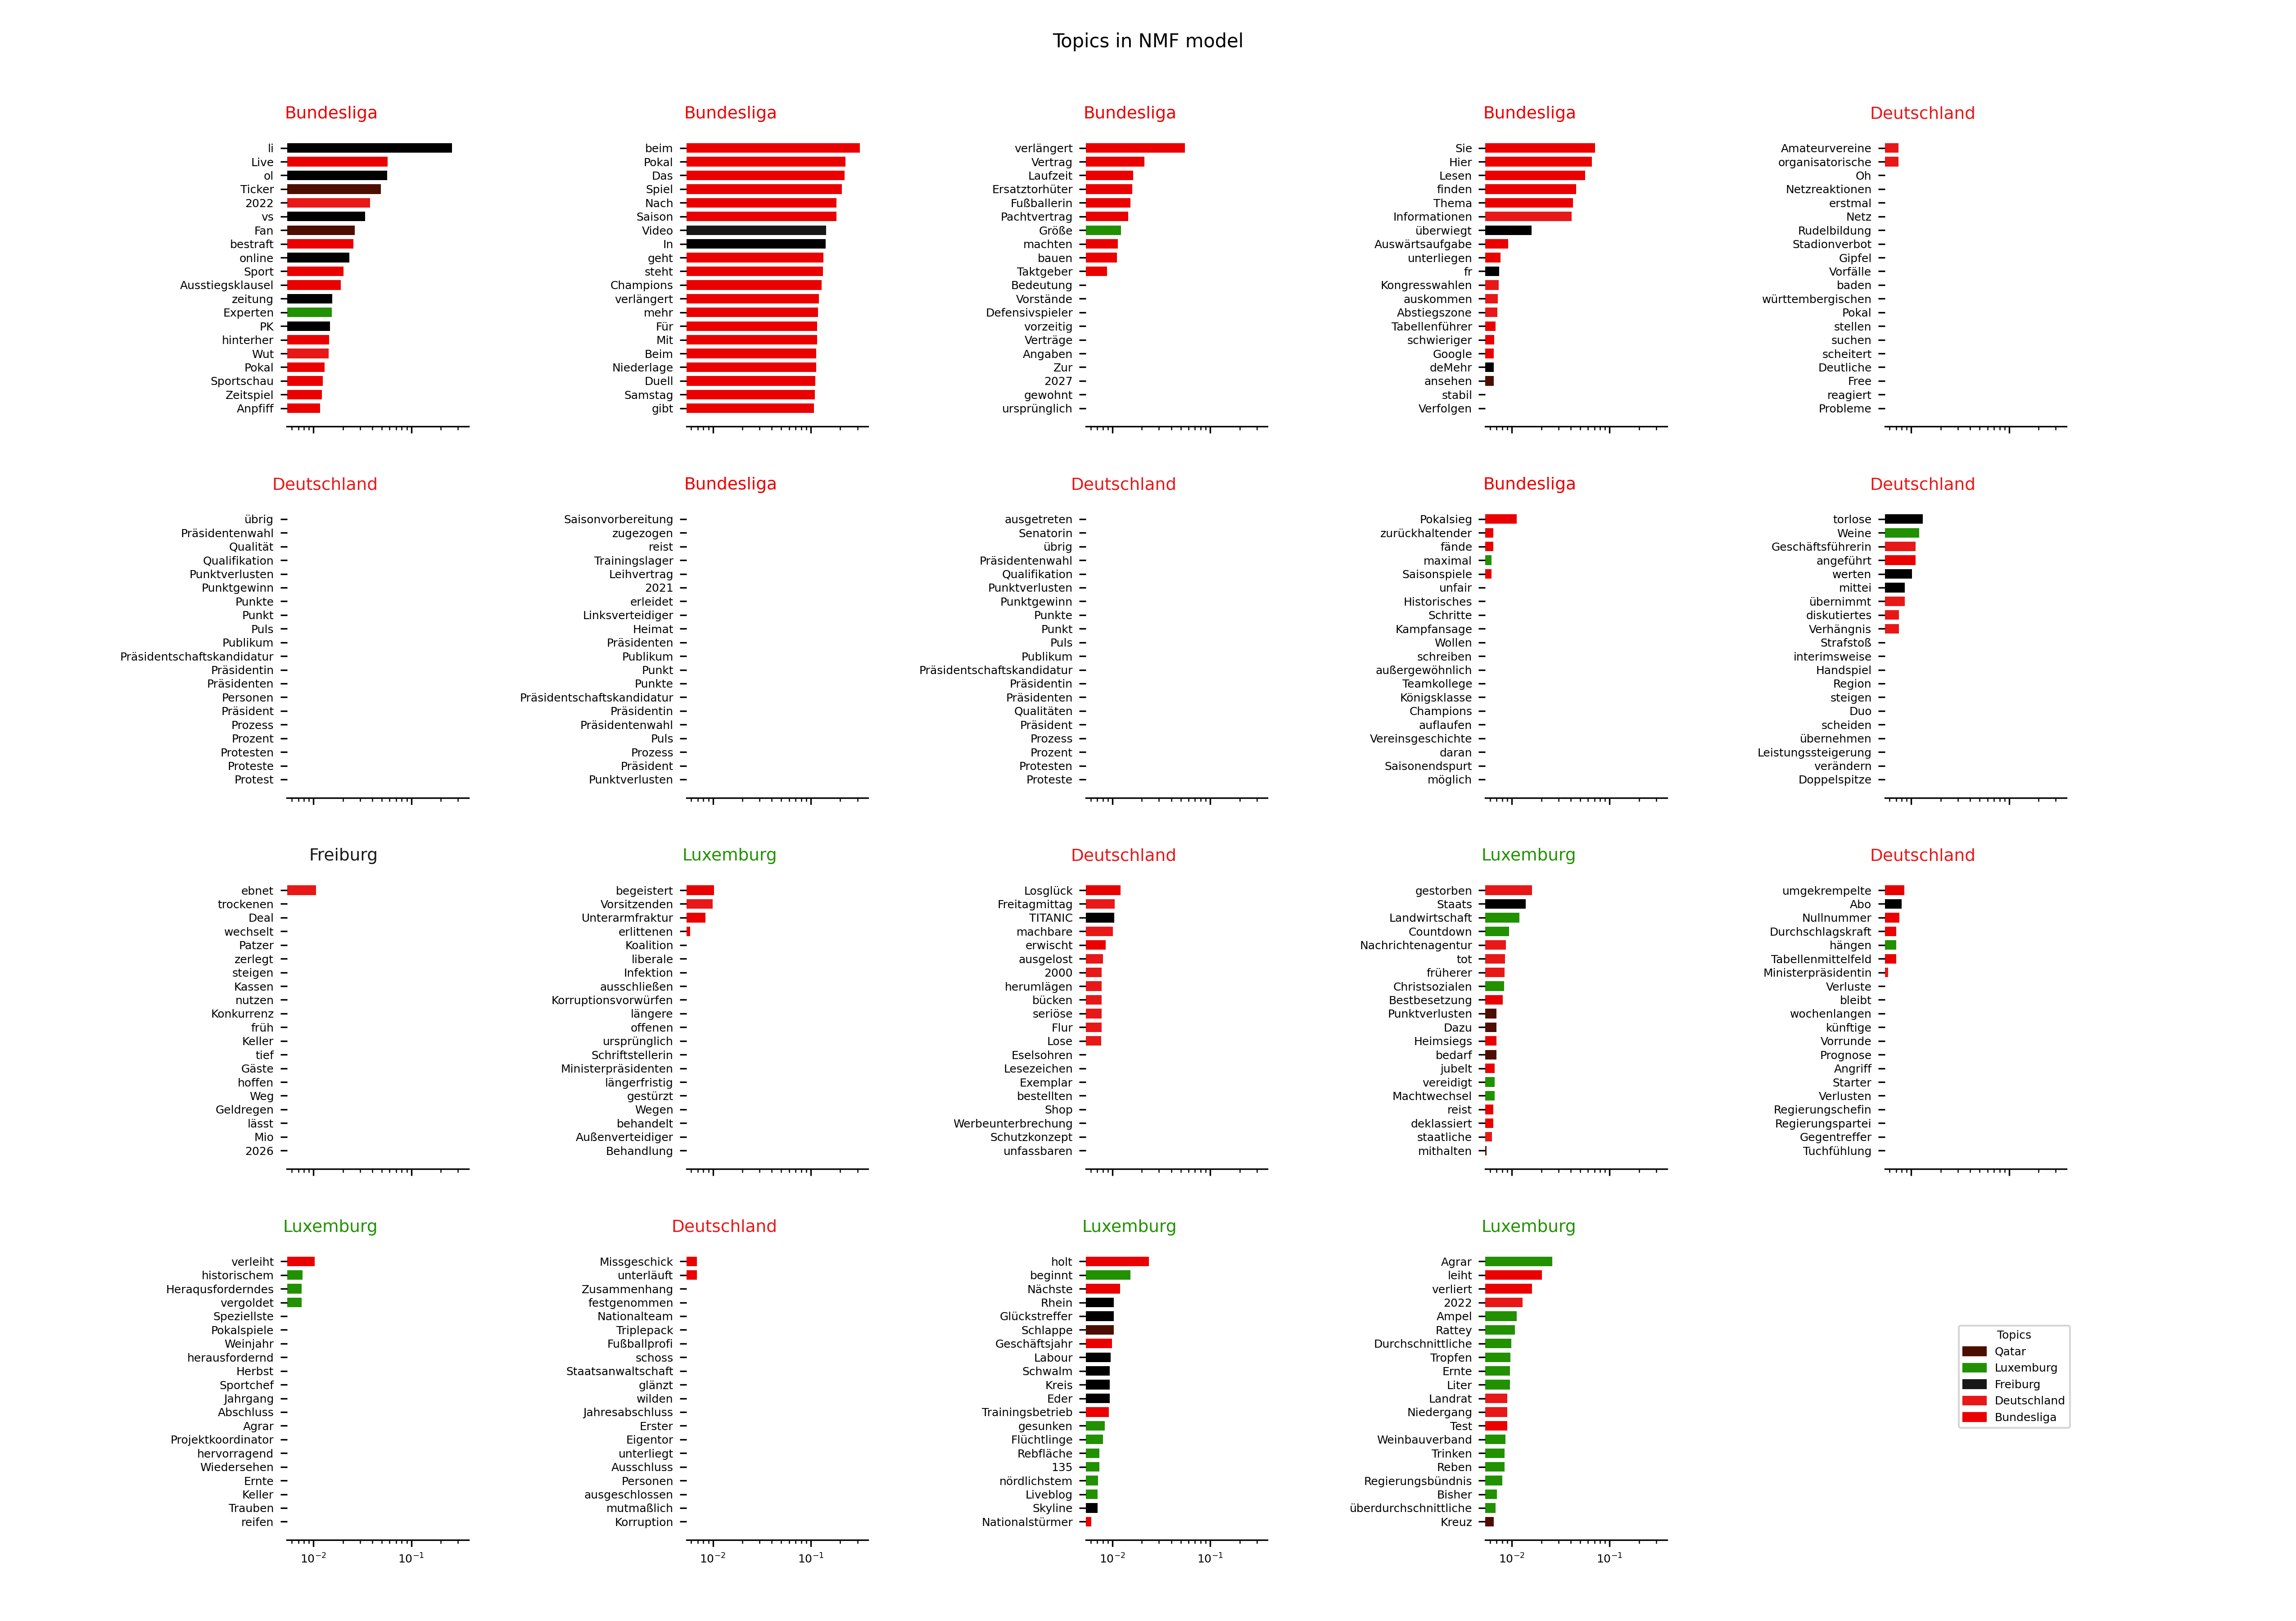 Topics in NMF model
Bundesliga
li
Live
ol
Ticker
2022
vs
Fan
bestraft
online
Sport
Ausstiegsklausel
zeitung
Experten
PK
hinterher
Wut
Pokal
Sportschau
Zeitspiel
Anpfiff
Bundesliga
beim
Pokal
Das
Spiel
Nach
Saison
Video
In
geht
steht
Champions
verlängert
mehr
Für
Mit
Beim
Niederlage
Duell
Samstag
gibt
Bundesliga
verlängert
Vertrag
Laufzeit
Ersatztorhüter
Fußballerin
Pachtvertrag
Größe
machten
bauen
Taktgeber
Bedeutung
Vorstände
Defensivspieler
vorzeitig
Verträge
Angaben
Zur
2027
gewohnt
ursprünglich
Bundesliga
Sie
Hier
Lesen
finden
Thema
Informationen
überwiegt
Auswärtsaufgabe
unterliegen
fr
Kongresswahlen
auskommen
Abstiegszone
Tabellenführer
schwieriger
Google
deMehr
ansehen
stabil
Verfolgen
Deutschland
Amateurvereine
organisatorische
Oh
Netzreaktionen
erstmal
Netz
Rudelbildung
Stadionverbot
Gipfel
Vorfälle
baden
württembergischen
Pokal
stellen
suchen
scheitert
Deutliche
Free
reagiert
Probleme
Deutschland
übrig
Präsidentenwahl
Qualität
Qualifikation
Punktverlusten
Punktgewinn
Punkte
Punkt
Puls
Publikum
Präsidentschaftskandidatur
Präsidentin
Präsidenten
Personen
Präsident
Prozess
Prozent
Protesten
Proteste
Protest
Bundesliga
Saisonvorbereitung
zugezogen
reist
Trainingslager
Leihvertrag
2021
erleidet
Linksverteidiger
Heimat
Präsidenten
Publikum
Punkt
Punkte
Präsidentschaftskandidatur
Präsidentin
Präsidentenwahl
Puls
Prozess
Präsident
Punktverlusten
Deutschland
ausgetreten
Senatorin
übrig
Präsidentenwahl
Qualifikation
Punktverlusten
Punktgewinn
Punkte
Punkt
Puls
Publikum
Präsidentschaftskandidatur
Präsidentin
Präsidenten
Qualitäten
Präsident
Prozess
Prozent
Protesten
Proteste
Bundesliga
Pokalsieg
zurückhaltender
fände
maximal
Saisonspiele
unfair
Historisches
Schritte
Kampfansage
Wollen
schreiben
außergewöhnlich
Teamkollege
Königsklasse
Champions
auflaufen
Vereinsgeschichte
daran
Saisonendspurt
möglich
Deutschland
torlose
Weine
Geschäftsführerin
angeführt
werten
mittei
übernimmt
diskutiertes
Verhängnis
Strafstoß
interimsweise
Handspiel
Region
steigen
Duo
scheiden
übernehmen
Leistungssteigerung
verändern
Doppelspitze
Freiburg
ebnet
trockenen
Deal
wechselt
Patzer
zerlegt
steigen
Kassen
nutzen
Konkurrenz
früh
Keller
tief
Gäste
hoffen
Weg
Geldregen
lässt
Mio
2026
Luxemburg
begeistert
Vorsitzenden
Unterarmfraktur
erlittenen
Koalition
liberale
Infektion
ausschließen
Korruptionsvorwürfen
längere
offenen
ursprünglich
Schriftstellerin
Ministerpräsidenten
längerfristig
gestürzt
Wegen
behandelt
Außenverteidiger
Behandlung
Deutschland
Losglück
Freitagmittag
TITANIC
machbare
erwischt
ausgelost
2000
herumlägen
bücken
seriöse
Flur
Lose
Eselsohren
Lesezeichen
Exemplar
bestellten
Shop
Werbeunterbrechung
Schutzkonzept
unfassbaren
Luxemburg
gestorben
Staats
Landwirtschaft
Countdown
Nachrichtenagentur
tot
früherer
Christsozialen
Bestbesetzung
Punktverlusten
Dazu
Heimsiegs
bedarf
jubelt
vereidigt
Machtwechsel
reist
deklassiert
staatliche
mithalten
Deutschland
umgekrempelte
Abo
Nullnummer
Durchschlagskraft
hängen
Tabellenmittelfeld
Ministerpräsidentin
Verluste
bleibt
wochenlangen
künftige
Vorrunde
Prognose
Angriff
Starter
Verlusten
Regierungschefin
Regierungspartei
Gegentreffer
Tuchfühlung
Luxemburg
verleiht
historischem
Heraqusforderndes
vergoldet
Speziellste
Pokalspiele
Weinjahr
herausfordernd
Herbst
Sportchef
Jahrgang
Abschluss
Agrar
Projektkoordinator
hervorragend
Wiedersehen
Ernte
Keller
Trauben
reifen
10⁻² 10⁻¹
Deutschland
Missgeschick
unterläuft
Zusammenhang
festgenommen
Nationalteam
Triplepack
Fußballprofi
schoss
Staatsanwaltschaft
glänzt
wilden
Jahresabschluss
Erster
Eigentor
unterliegt
Ausschluss
Personen
ausgeschlossen
mutmaßlich
Korruption
10⁻² 10⁻¹
Luxemburg
holt
beginnt
Nächste
Rhein
Glückstreffer
Schlappe
Geschäftsjahr
Labour
Schwalm
Kreis
Eder
Trainingsbetrieb
gesunken
Flüchtlinge
Rebfläche
135
nördlichstem
Liveblog
Skyline
Nationalstürmer
10⁻² 10⁻¹
Luxemburg
Agrar
leiht
verliert
2022
Ampel
Rattey
Durchschnittliche
Tropfen
Ernte
Liter
Landrat
Niedergang
Test
Weinbauverband
Trinken
Reben
Regierungsbündnis
Bisher
überdurchschnittliche
Kreuz
10⁻² 10⁻¹
Topics
Qatar
Luxemburg
Freiburg
Deutschland
Bundesliga